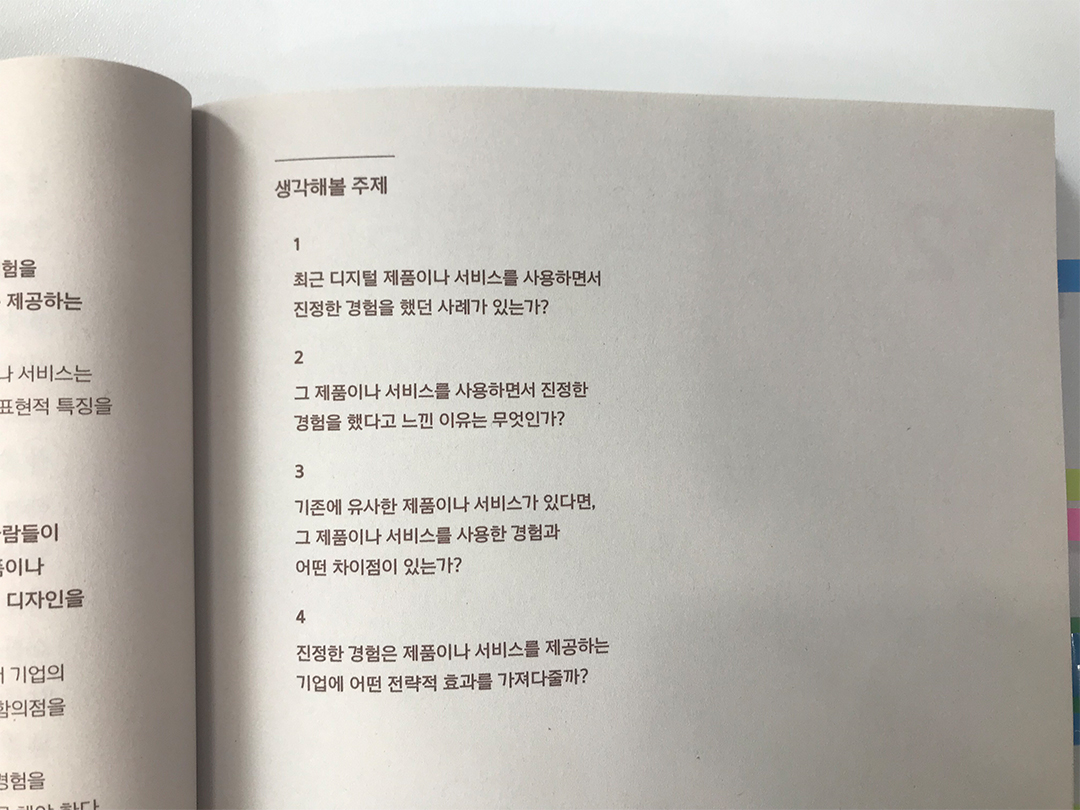 험을
제공하는
서비스는
표현적 특징을
람들이
품이나
디자인을
기업의
함의점을
경험을
생각해볼 주제
1
최근 디지털 제품이나 서비스를 사용하면서
진정한 경험을 했던 사례가 있는가?
2
그 제품이나 서비스를 사용하면서 진정한
경험을 했다고 느낀 이유는 무엇인가?
3
기존에 유사한 제품이나 서비스가 있다면,
그 제품이나 서비스를 사용한 경험과
어떤 차이점이 있는가?
4
진정한 경험은 제품이나 서비스를 제공하는
기업에 어떤 전략적 효과를 가져다줄까?